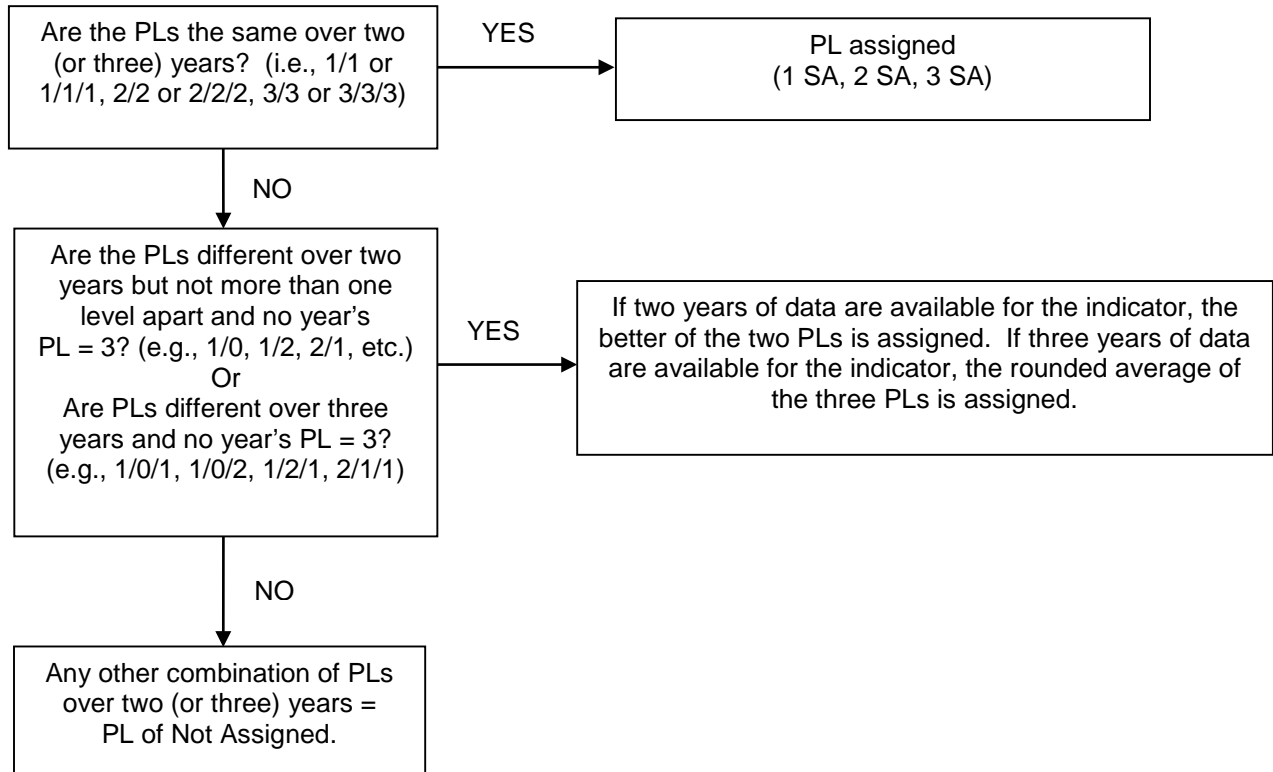 Are the PLs the same over two
(or three) years?  (i.e., 1/1 or
1/1/1, 2/2 or 2/2/2, 3/3 or 3/3/3)
YES
PL assigned
(1 SA, 2 SA, 3 SA)
NO
Are the PLs different over two
years but not more than one
level apart and no year's
PL = 3? (e.g., 1/0, 1/2, 2/1, etc.)
Or
Are PLs different over three
years and no year's PL = 3?
(e.g., 1/0/1, 1/0/2, 1/2/1, 2/1/1)
YES
If two years of data are available for the indicator, the
better of the two PLs is assigned.  If three years of data
are available for the indicator, the rounded average of
the three PLs is assigned.
NO
Any other combination of PLs
over two (or three) years =
PL of Not Assigned.